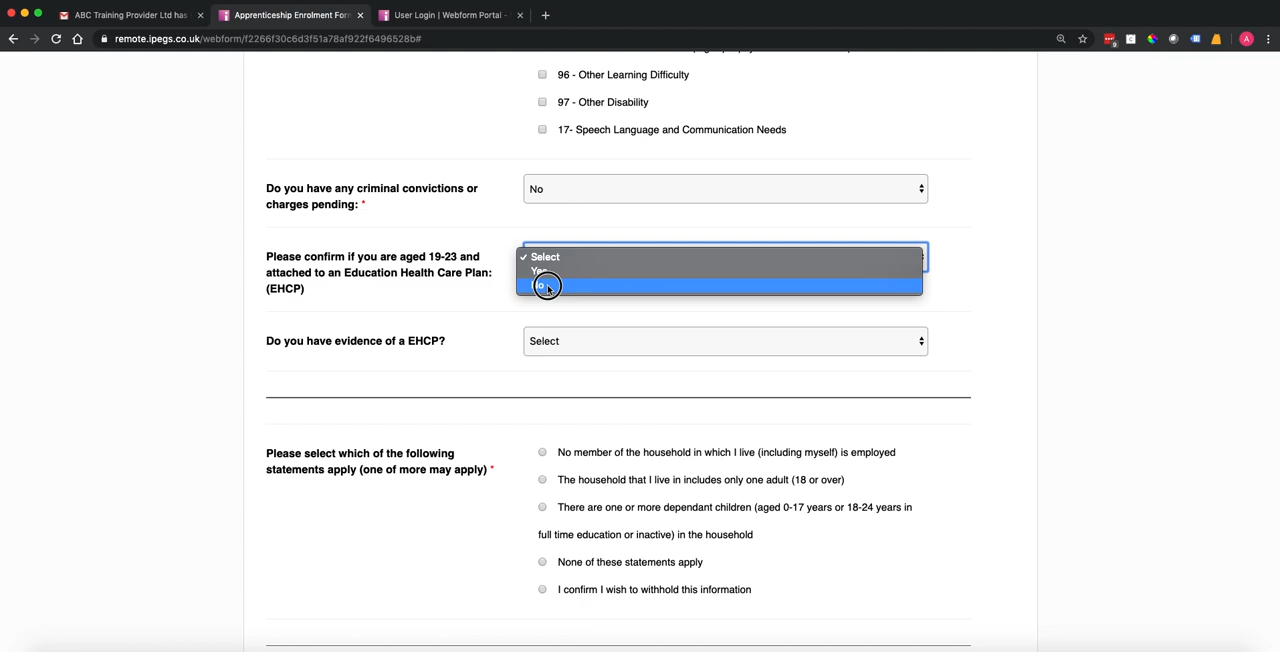 ABC Training Provider Ltd has
Apprenticeship Enrolment For
User Login | Webform Portal -
remote.ipegs.co.uk/webform/f2266f30c6d3f51a78af922f6496528b#
9
A
96 - Other Learning Difficulty
97 - Other Disability
17- Speech Language and Communication Needs
Do you have any criminal convictions or
charges pending: *
No
Please confirm if you are aged 19-23 and
attached to an Education Health Care Plan:
(EHCP)
✓ Select
Yes
No
Do you have evidence of a EHCP?
Select
Please select which of the following
statements apply (one of more may apply) *
No member of the household in which I live (including myself) is employed
The household that I live in includes only one adult (18 or over)
There are one or more dependant children (aged 0-17 years or 18-24 years in
full time education or inactive) in the household
None of these statements apply
I confirm I wish to withhold this information